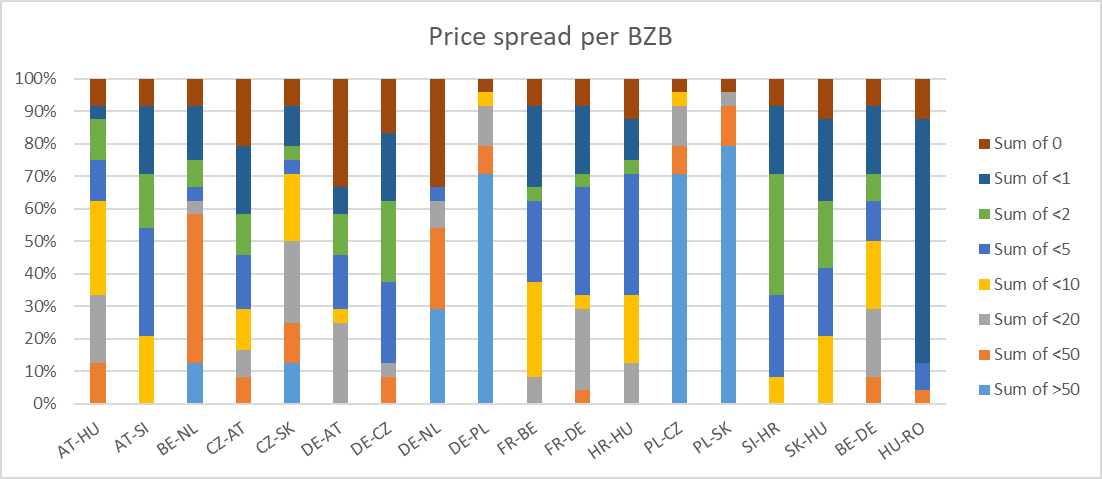 Price spread per BZB
100%
90%
80%
70%
60%
50%
40%
30%
20%
10%
0%
AT-HU
AT-SI
BE-NL
CZ-AT
CZ-SK
DE-AT
DE-CZ
DE-NL
DE-PL
FR-BE
FR-DE
HR-HU
PL-CZ
PL-SK
SI-HR
SK-HU
BE-DE
HU-RO
Sum of 0
Sum of <1
Sum of <2
Sum of <5
Sum of <10
Sum of <20
Sum of <50
Sum of >50